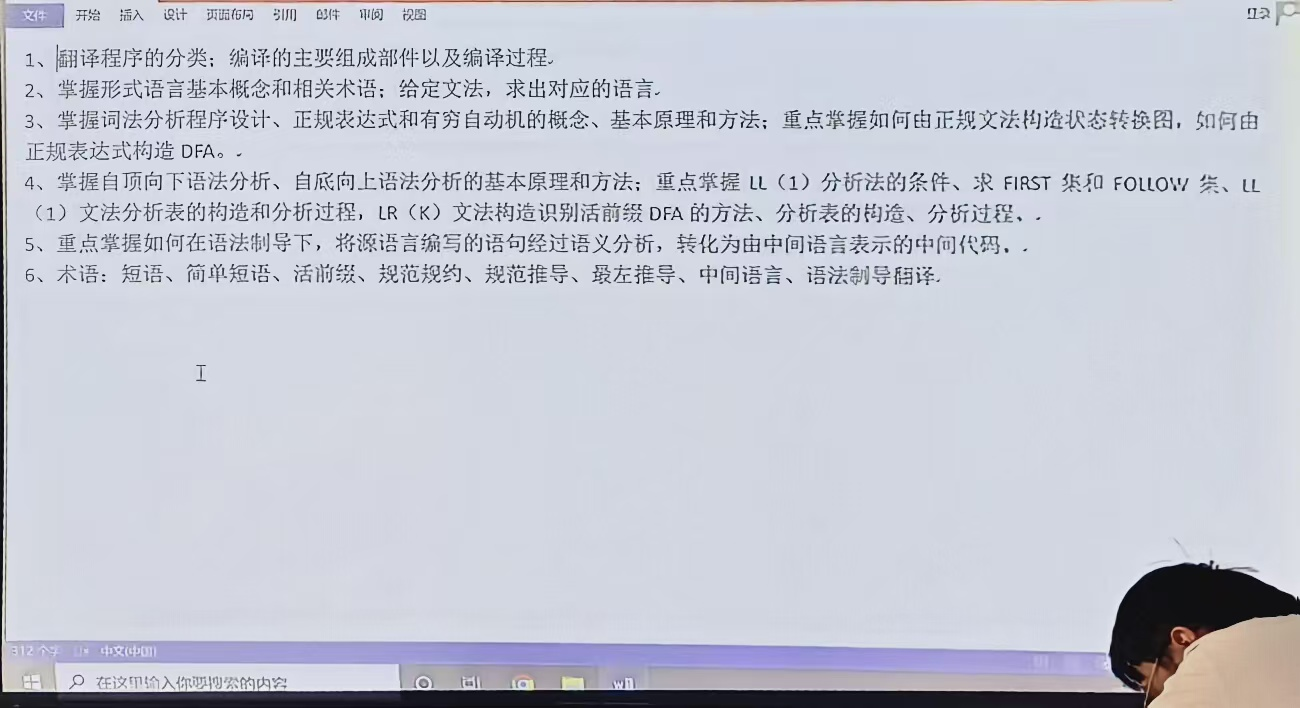 文件 开始 插入 设计 页面布局 引用 邮件 审阅 视图 登录
1、翻译程序的分类；编译的主要组成部件以及编译过程
2、掌握形式语言基本概念和相关术语；给定文法，求出对应的语言
3、掌握词法分析程序设计、正规表达式和有穷自动机的概念、基本原理和方法；重点掌握如何由正规文法构造状态转换图，如何由
正规表达式构造 DFA。
4、掌握自顶向下语法分析、自底向上语法分析的基本原理和方法；重点掌握 LL（1）分析法的条件、求 FIRST 集和 FOLLOW 集、LL
（1）文法分析表的构造和分析过程，LR（K）文法构造识别活前缀 DFA 的方法、分析表的构造、分析过程．
5、重点掌握如何在语法制导下，将源语言编写的语句经过语义分析，转化为由中间语言表示的中间代码．
6、术语：短语、简单短语、活前缀、规范规约、规范推导、最左推导、中间语言、语法制导翻译
312 个字 中文(中国)
在这里输入你要搜索的内容